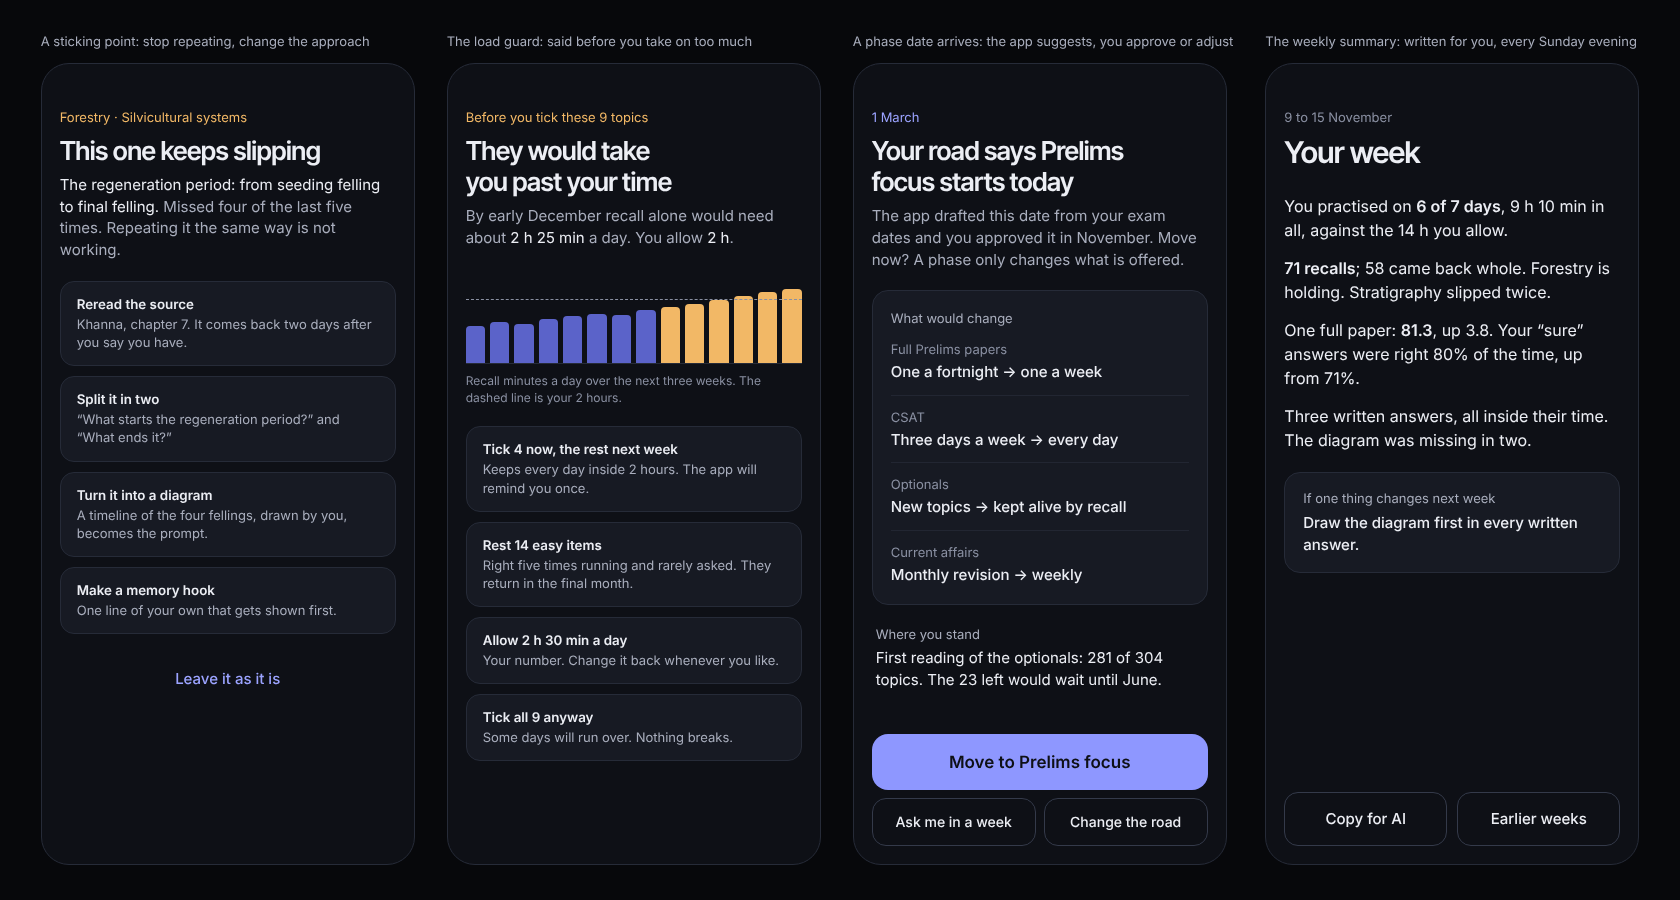 A sticking point: stop repeating, change the approach
Forestry · Silvicultural systems
This one keeps slipping
The regeneration period: from seeding felling
to final felling. Missed four of the last five
times. Repeating it the same way is not
working.
Reread the source
Khanna, chapter 7. It comes back two days after
you say you have.
Split it in two
“What starts the regeneration period?” and
“What ends it?”
Turn it into a diagram
A timeline of the four fellings, drawn by you,
becomes the prompt.
Make a memory hook
One line of your own that gets shown first.
Leave it as it is
The load guard: said before you take on too much
Before you tick these 9 topics
They would take
you past your time
By early December recall alone would need
about 2 h 25 min a day. You allow 2 h.
Recall minutes a day over the next three weeks. The
dashed line is your 2 hours.
Tick 4 now, the rest next week
Keeps every day inside 2 hours. The app will
remind you once.
Rest 14 easy items
Right five times running and rarely asked. They
return in the final month.
Allow 2 h 30 min a day
Your number. Change it back whenever you like.
Tick all 9 anyway
Some days will run over. Nothing breaks.
A phase date arrives: the app suggests, you approve or adjust
1 March
Your road says Prelims
focus starts today
The app drafted this date from your exam
dates and you approved it in November. Move
now? A phase only changes what is offered.
What would change
Full Prelims papers
One a fortnight → one a week
CSAT
Three days a week → every day
Optionals
New topics → kept alive by recall
Current affairs
Monthly revision → weekly
Where you stand
First reading of the optionals: 281 of 304
topics. The 23 left would wait until June.
Move to Prelims focus
Ask me in a week
Change the road
The weekly summary: written for you, every Sunday evening
9 to 15 November
Your week
You practised on 6 of 7 days, 9 h 10 min in
all, against the 14 h you allow.
71 recalls; 58 came back whole. Forestry is
holding. Stratigraphy slipped twice.
One full paper: 81.3, up 3.8. Your “sure”
answers were right 80% of the time, up
from 71%.
Three written answers, all inside their time.
The diagram was missing in two.
If one thing changes next week
Draw the diagram first in every written
answer.
Copy for AI
Earlier weeks